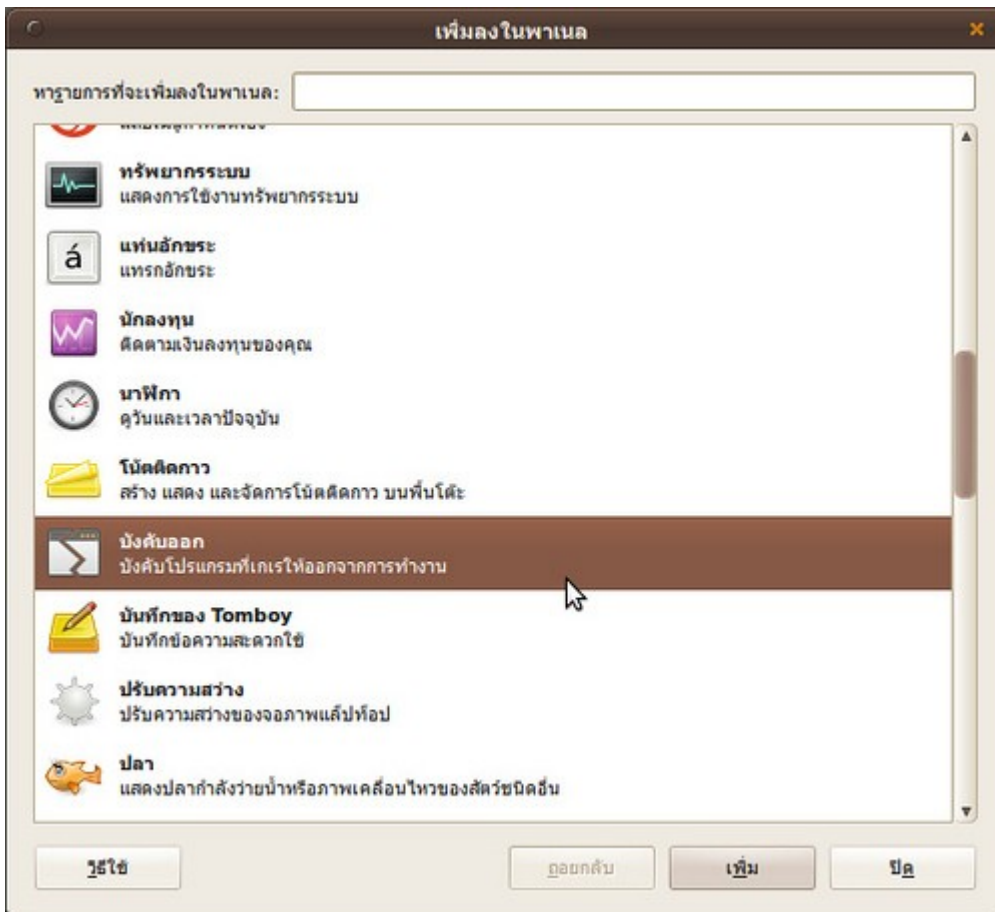 เพิ่มลงในพาเนล
หารายการที่จะเพิ่มลงในพาเนล:
ทรัพยากรระบบ
แสดงการใช้งานทรัพยากรระบบ
á
แท่นอักขระ
แทรกอักขระ
นักลงทุน
ติดตามเงินลงทุนของคุณ
นาฬิกา
ดูวันและเวลาปัจจุบัน
โน้ตติดกาว
สร้าง แสดง และจัดการโน้ตติดกาว บนพื้นโต๊ะ
บังคับออก
บังคับโปรแกรมที่เกเรให้ออกจากการทำงาน
บันทึกของ Tomboy
บันทึกข้อความสะดวกใช้
ปรับความสว่าง
ปรับความสว่างของจอภาพแล็ปท็อป
ปลา
แสดงปลากำลังว่ายน้ำหรือภาพเคลื่อนไหวของสัตว์ชนิดอื่น
วิธีใช้
ถอยกลับ
เพิ่ม
ปิด